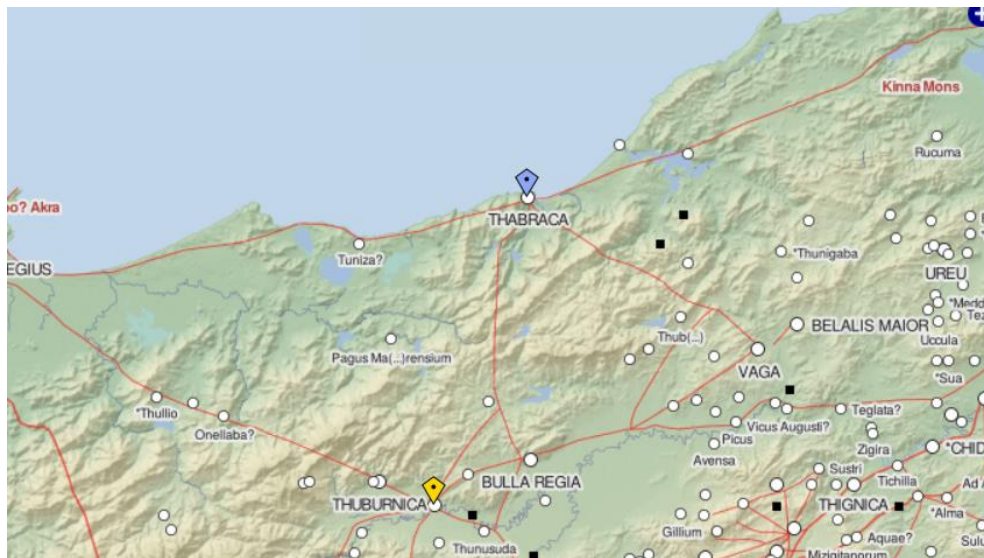 Kinna Mons
Rucuma
oo? Akra
THABRACA
EGIUS
Tuniza?
*Thunigaba
UREU
*Medd
Tez
BELALIS MAIOR
Uccula
Thub(...)
Pagus Ma(...)rensium
VAGA
*Sua
*Thullio
Onellaba?
Teglata?
Vicus Augusti?
Picus
Zigira
*CHID
Avensa
Sustri
Tichilla
BULLA REGIA
THUBURNICA
THIGNICA
Ad A
*Alma
Gillium
Thunusuda
Aquae?
Sulu
Mizigitanorum